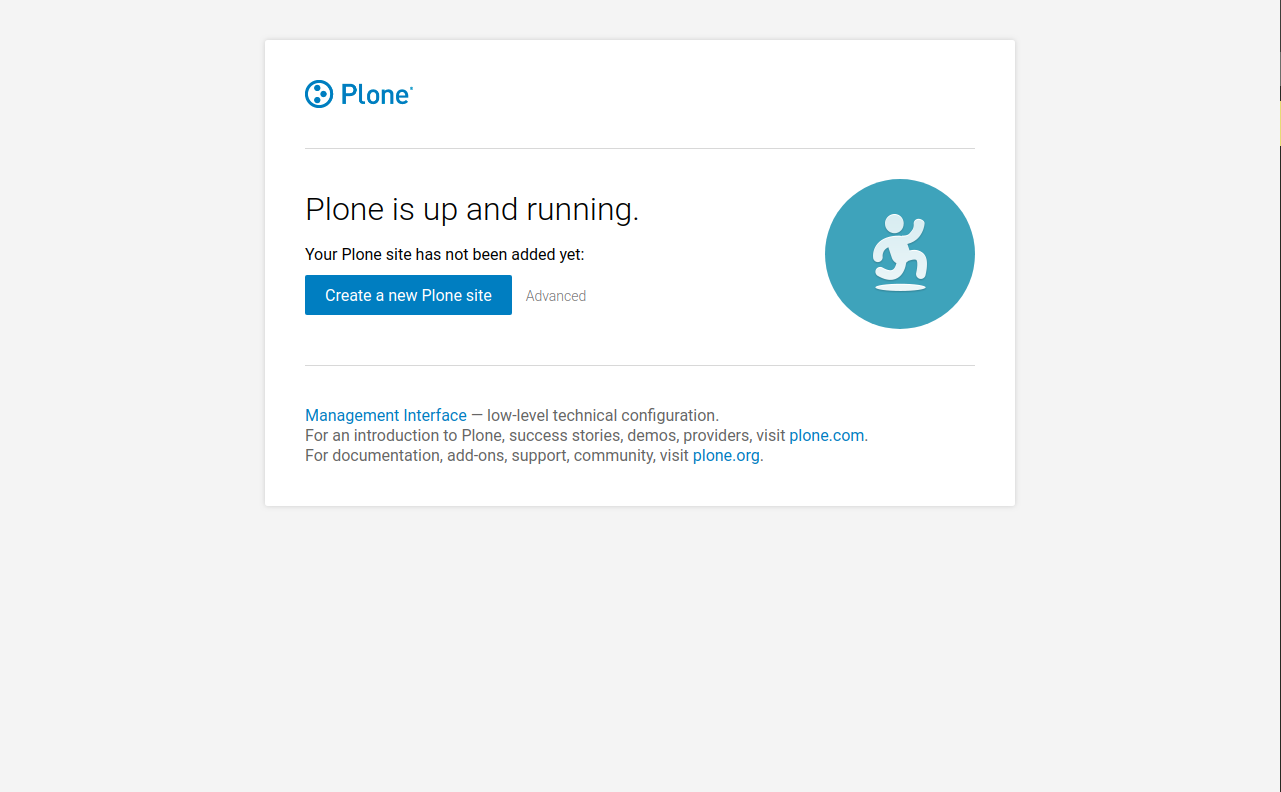 Plone
Plone is up and running.
Your Plone site has not been added yet:
Create a new Plone site Advanced
Management Interface — low-level technical configuration.
For an introduction to Plone, success stories, demos, providers, visit plone.com.
For documentation, add-ons, support, community, visit plone.org.